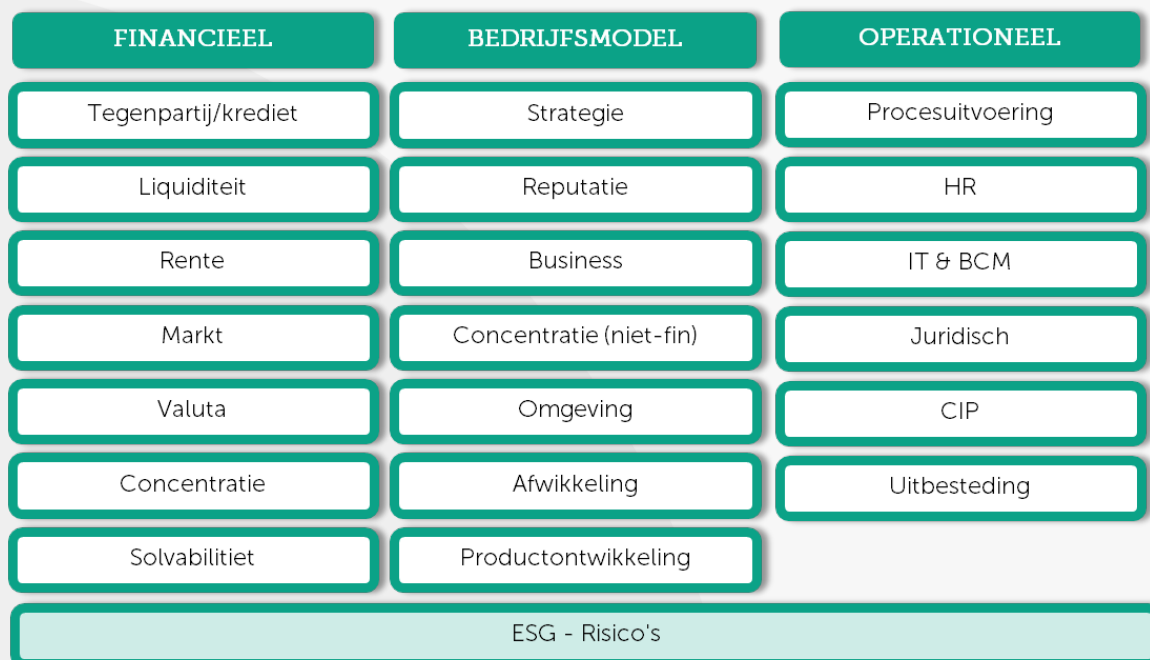 FINANCIEEL
Tegenpartij/krediet
Liquiditeit
Rente
Markt
Valuta
Concentratie
Solvabilitiet
BEDRIJFSMODEL
Strategie
Reputatie
Business
Concentratie (niet-fin)
Omgeving
Afwikkeling
Productontwikkeling
OPERATIONEEL
Procesuitvoering
HR
IT & BCM
Juridisch
CIP
Uitbesteding
ESG - Risico's